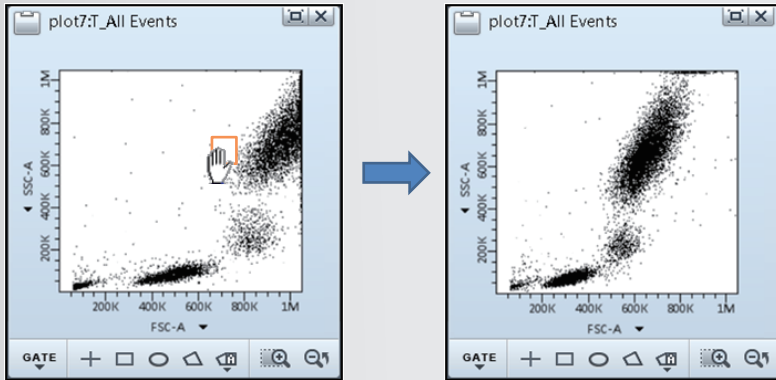 plot7:T_All Events
1M
800K
600K
400K
200K
SSC-A
200K 400K 600K 800K 1M
FSC-A
GATE
plot7:T_All Events
1M
800K
600K
400K
200K
SSC-A
200K 400K 600K 800K 1M
FSC-A
GATE